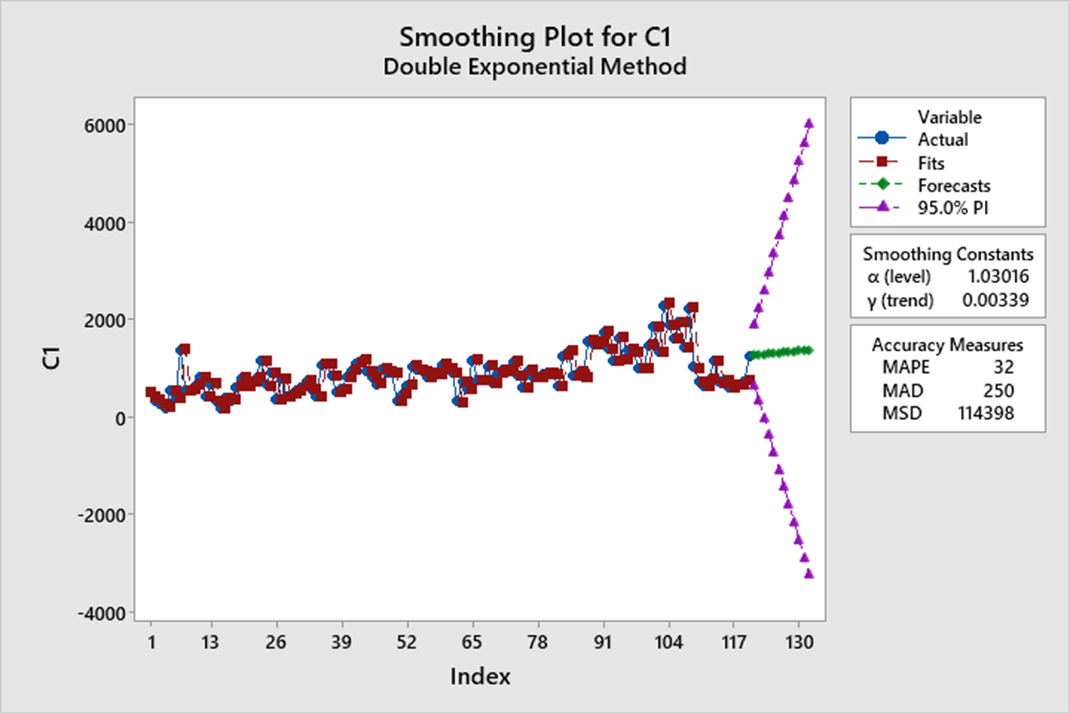 Smoothing Plot for C1
Double Exponential Method
C1
6000
4000
2000
0
-2000
-4000
1 13 26 39 52 65 78 91 104 117 130
Index
Variable
Actual
Fits
Forecasts
95.0% PI
Smoothing Constants
α (level) 1.03016
γ (trend) 0.00339
Accuracy Measures
MAPE 32
MAD 250
MSD 114398